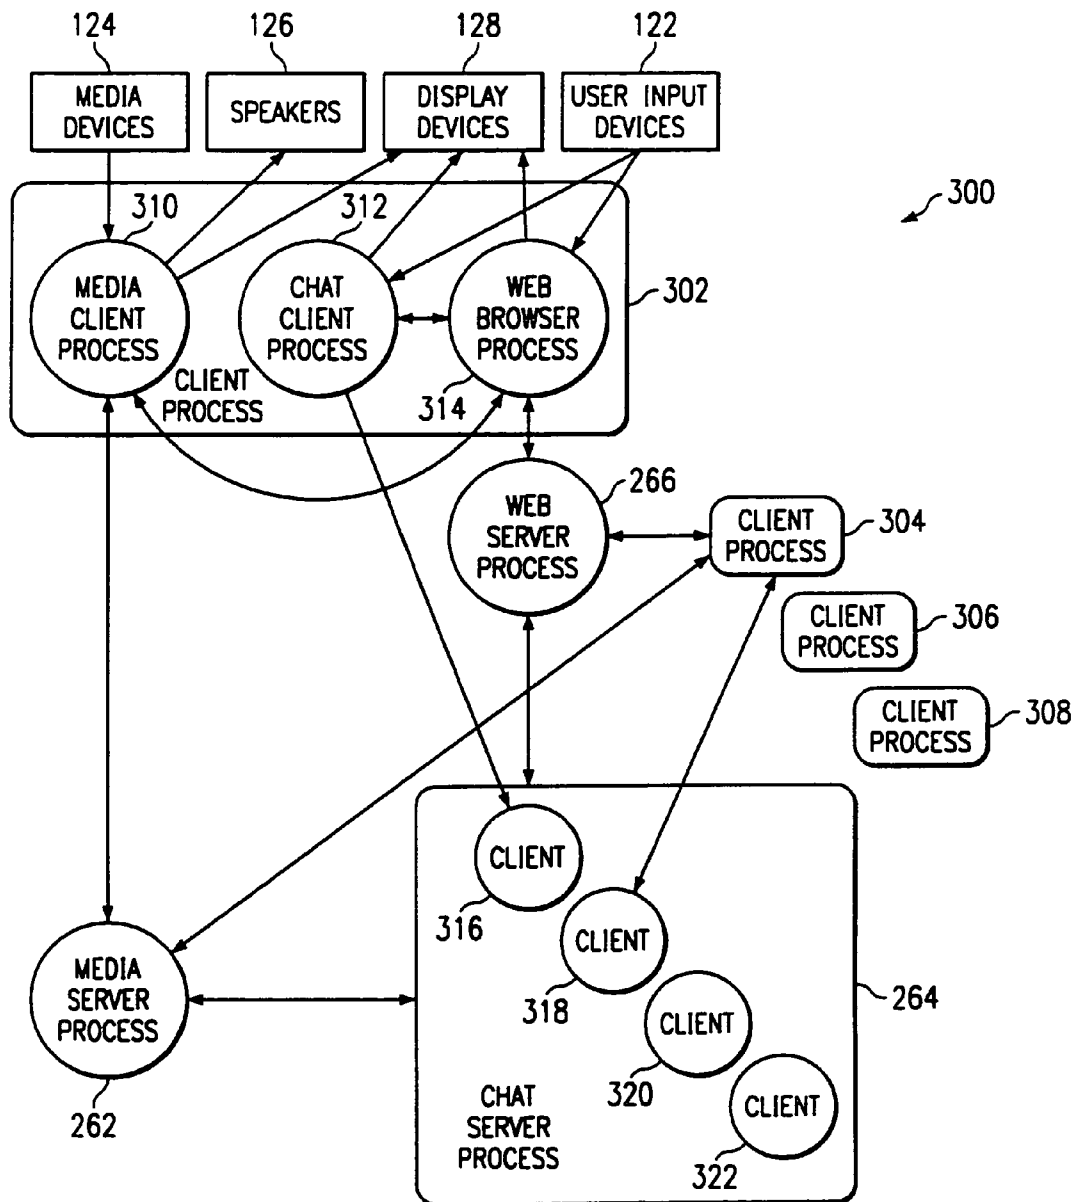 124
126
128
122
MEDIA
DEVICES
SPEAKERS
DISPLAY
DEVICES
USER INPUT
DEVICES
300
310
312
302
MEDIA
CLIENT
PROCESS
CHAT
CLIENT
PROCESS
WEB
BROWSER
PROCESS
CLIENT
PROCESS
314
266
WEB
SERVER
PROCESS
CLIENT
PROCESS
304
CLIENT
PROCESS
306
CLIENT
PROCESS
308
CLIENT
316
CLIENT
318
MEDIA
SERVER
PROCESS
262
264
CLIENT
320
CLIENT
322
CHAT
SERVER
PROCESS